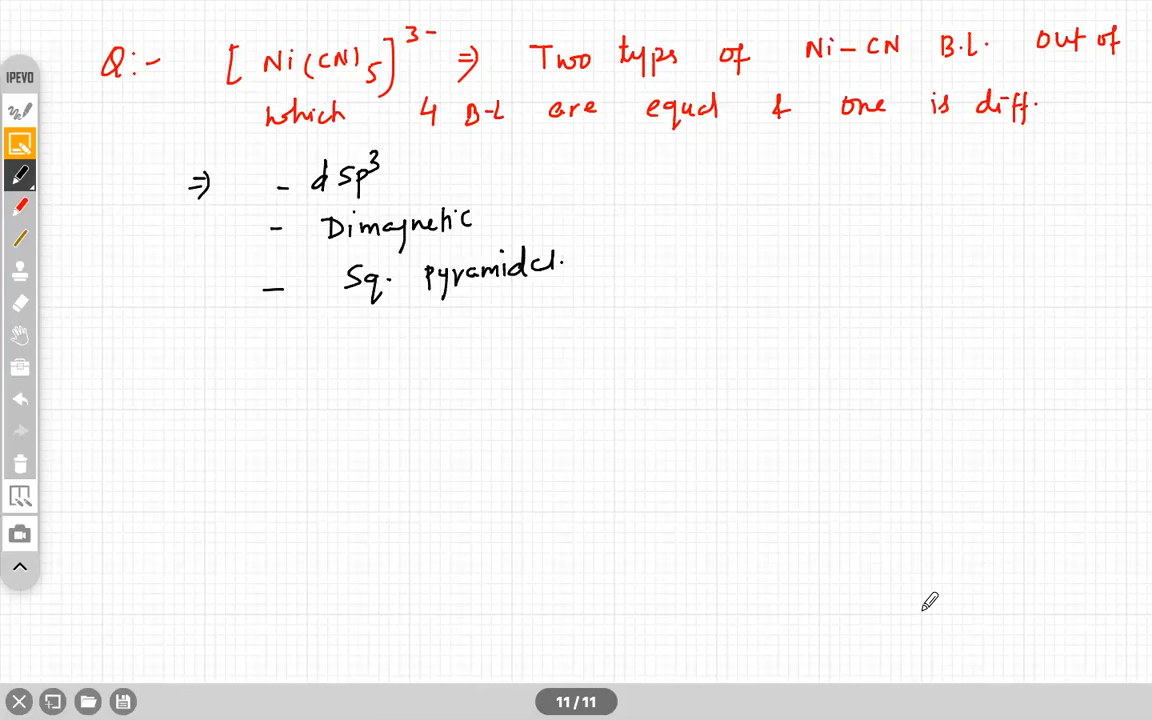 IPEVO
Q:- [Ni(CN)5]3- ⇒ Two types of Ni-CN B.L. out of
which 4 B-L are equal & one is diff.
⇒ - dsp3
- Dimagnetic
- Sq. pyramidal.
11/11